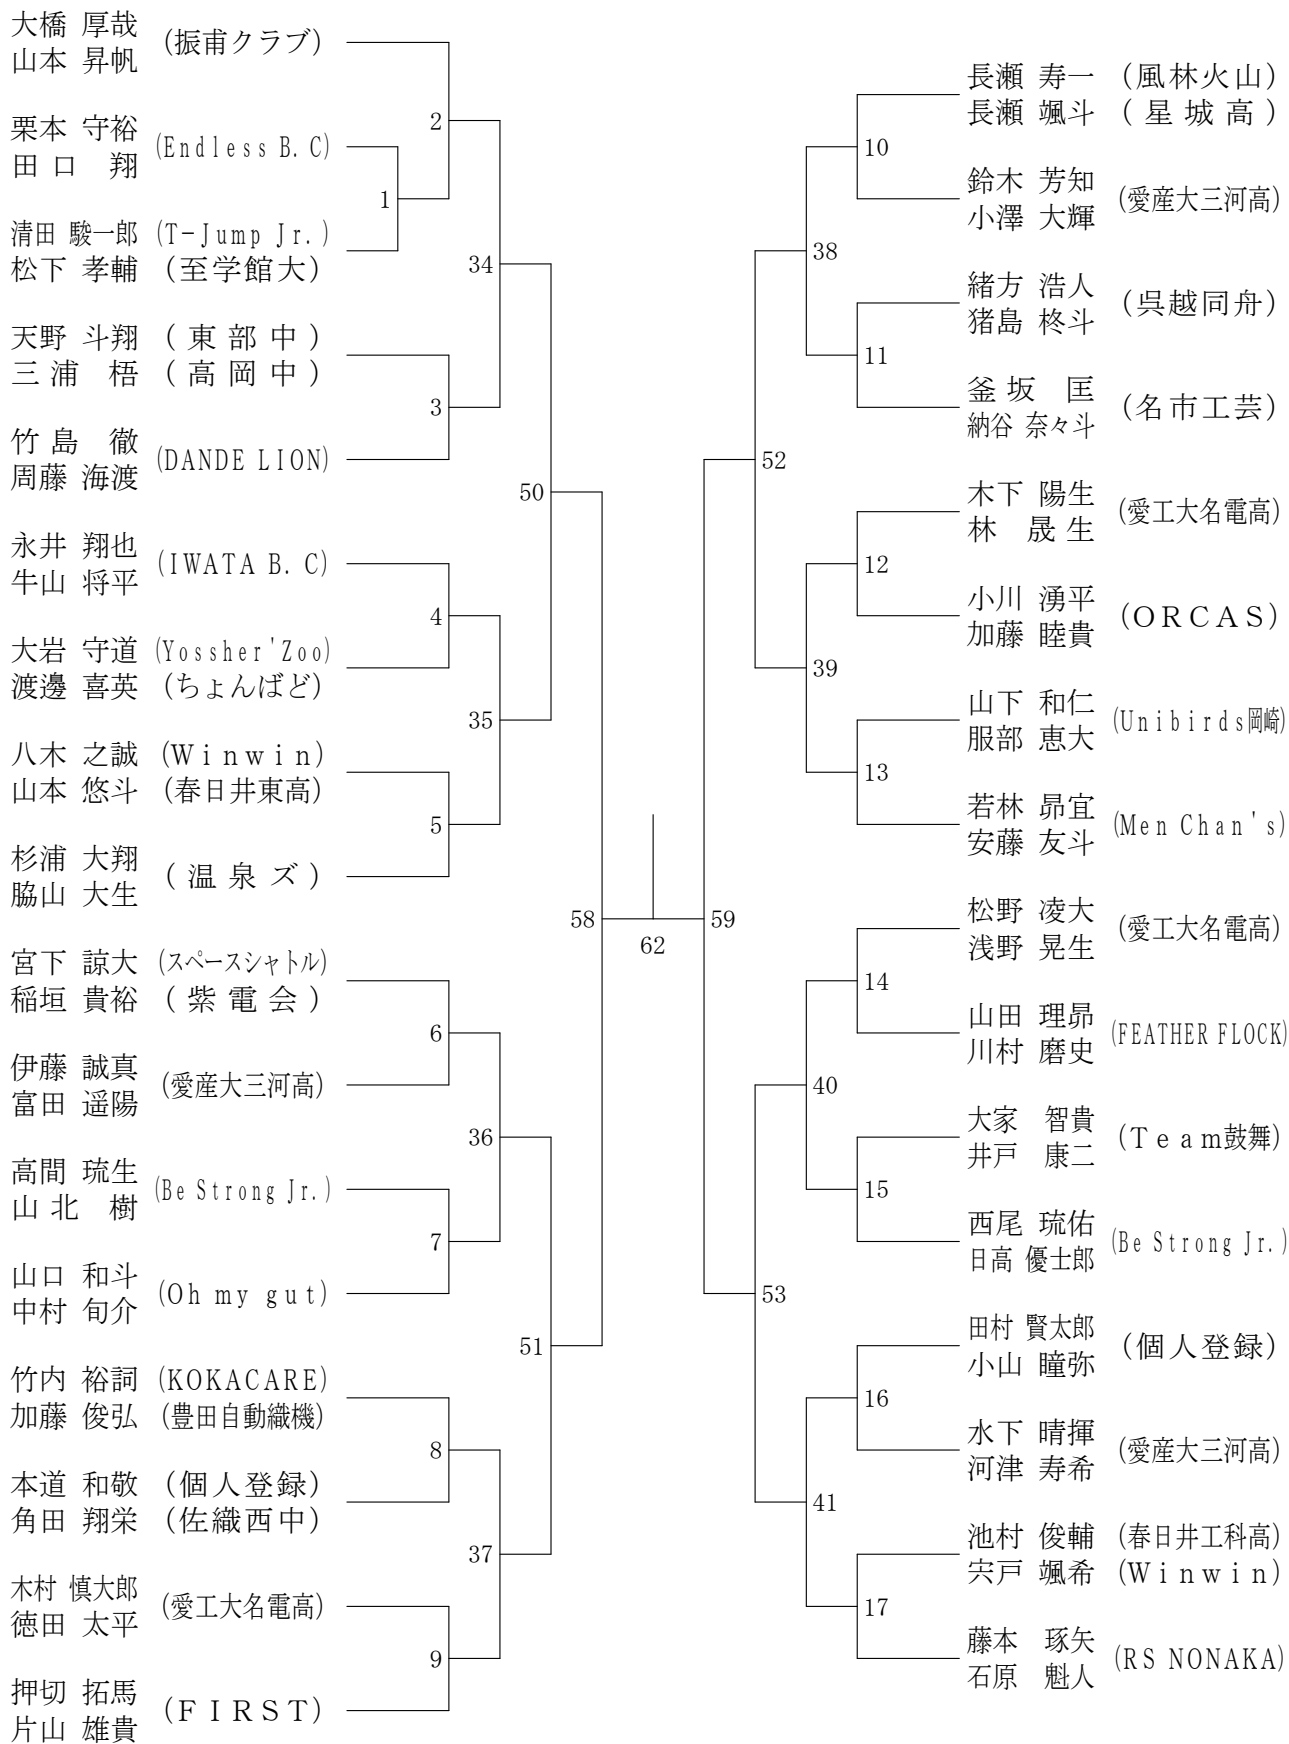 大橋 厚哉 (振甫クラブ)
山本 昇帆
栗本 守裕 (Endless B.C)
田口 翔
清田 駿一郎 (T-Jump Jr.)
松下 孝輔 (至学館大)
天野 斗翔 (東部中)
三浦 梧 (高岡中)
竹島 徹 (DANDE LION)
周藤 海渡
永井 翔也 (IWATA B.C)
牛山 将平
大岩 守道 (Yossher'Zoo)
渡邊 喜英 (ちょんばど)
八木 之誠 (Winwin)
山本 悠斗 (春日井東高)
杉浦 大翔 (温泉ズ)
脇山 大生
宮下 諒大 (スペースシャトル)
稲垣 貴裕 (紫電会)
伊藤 誠真 (愛産大三河高)
富田 遥陽
高間 琉生 (Be Strong Jr.)
山北 樹
山口 和斗 (Oh my gut)
中村 旬介
竹内 裕詞 (KOKACARE)
加藤 俊弘 (豊田自動織機)
本道 和敬 (個人登録)
角田 翔栄 (佐織西中)
木村 慎大郎 (愛工大名電高)
徳田 太平
押切 拓馬 (FIRST)
片山 雄貴
2
1
34
3
50
4
35
5
58
6
36
7
51
8
37
9
62
59
10
38
11
52
12
39
13
14
40
15
53
16
41
17
長瀬 寿一 (風林火山)
長瀬 颯斗 (星城高)
鈴木 芳知 (愛産大三河高)
小澤 大輝
緒方 浩人 (呉越同舟)
猪島 柊斗
釜坂 匡 (名市工芸)
納谷 奈々斗
木下 陽生 (愛工大名電高)
林 晟生
小川 湧平 (ORCAS)
加藤 睦貴
山下 和仁 (Unibirds岡崎)
服部 恵大
若林 昴宜 (Men Chan's)
安藤 友斗
松野 凌大 (愛工大名電高)
浅野 晃生
山田 理昴 (FEATHER FLOCK)
川村 磨史
大家 智貴 (Team鼓舞)
井戸 康二
西尾 琉佑 (Be Strong Jr.)
日高 優士郎
田村 賢太郎 (個人登録)
小山 瞳弥
水下 晴揮 (愛産大三河高)
河津 寿希
池村 俊輔 (春日井工科高)
宍戸 颯希 (Winwin)
藤本 琢矢 (RS NONAKA)
石原 魁人